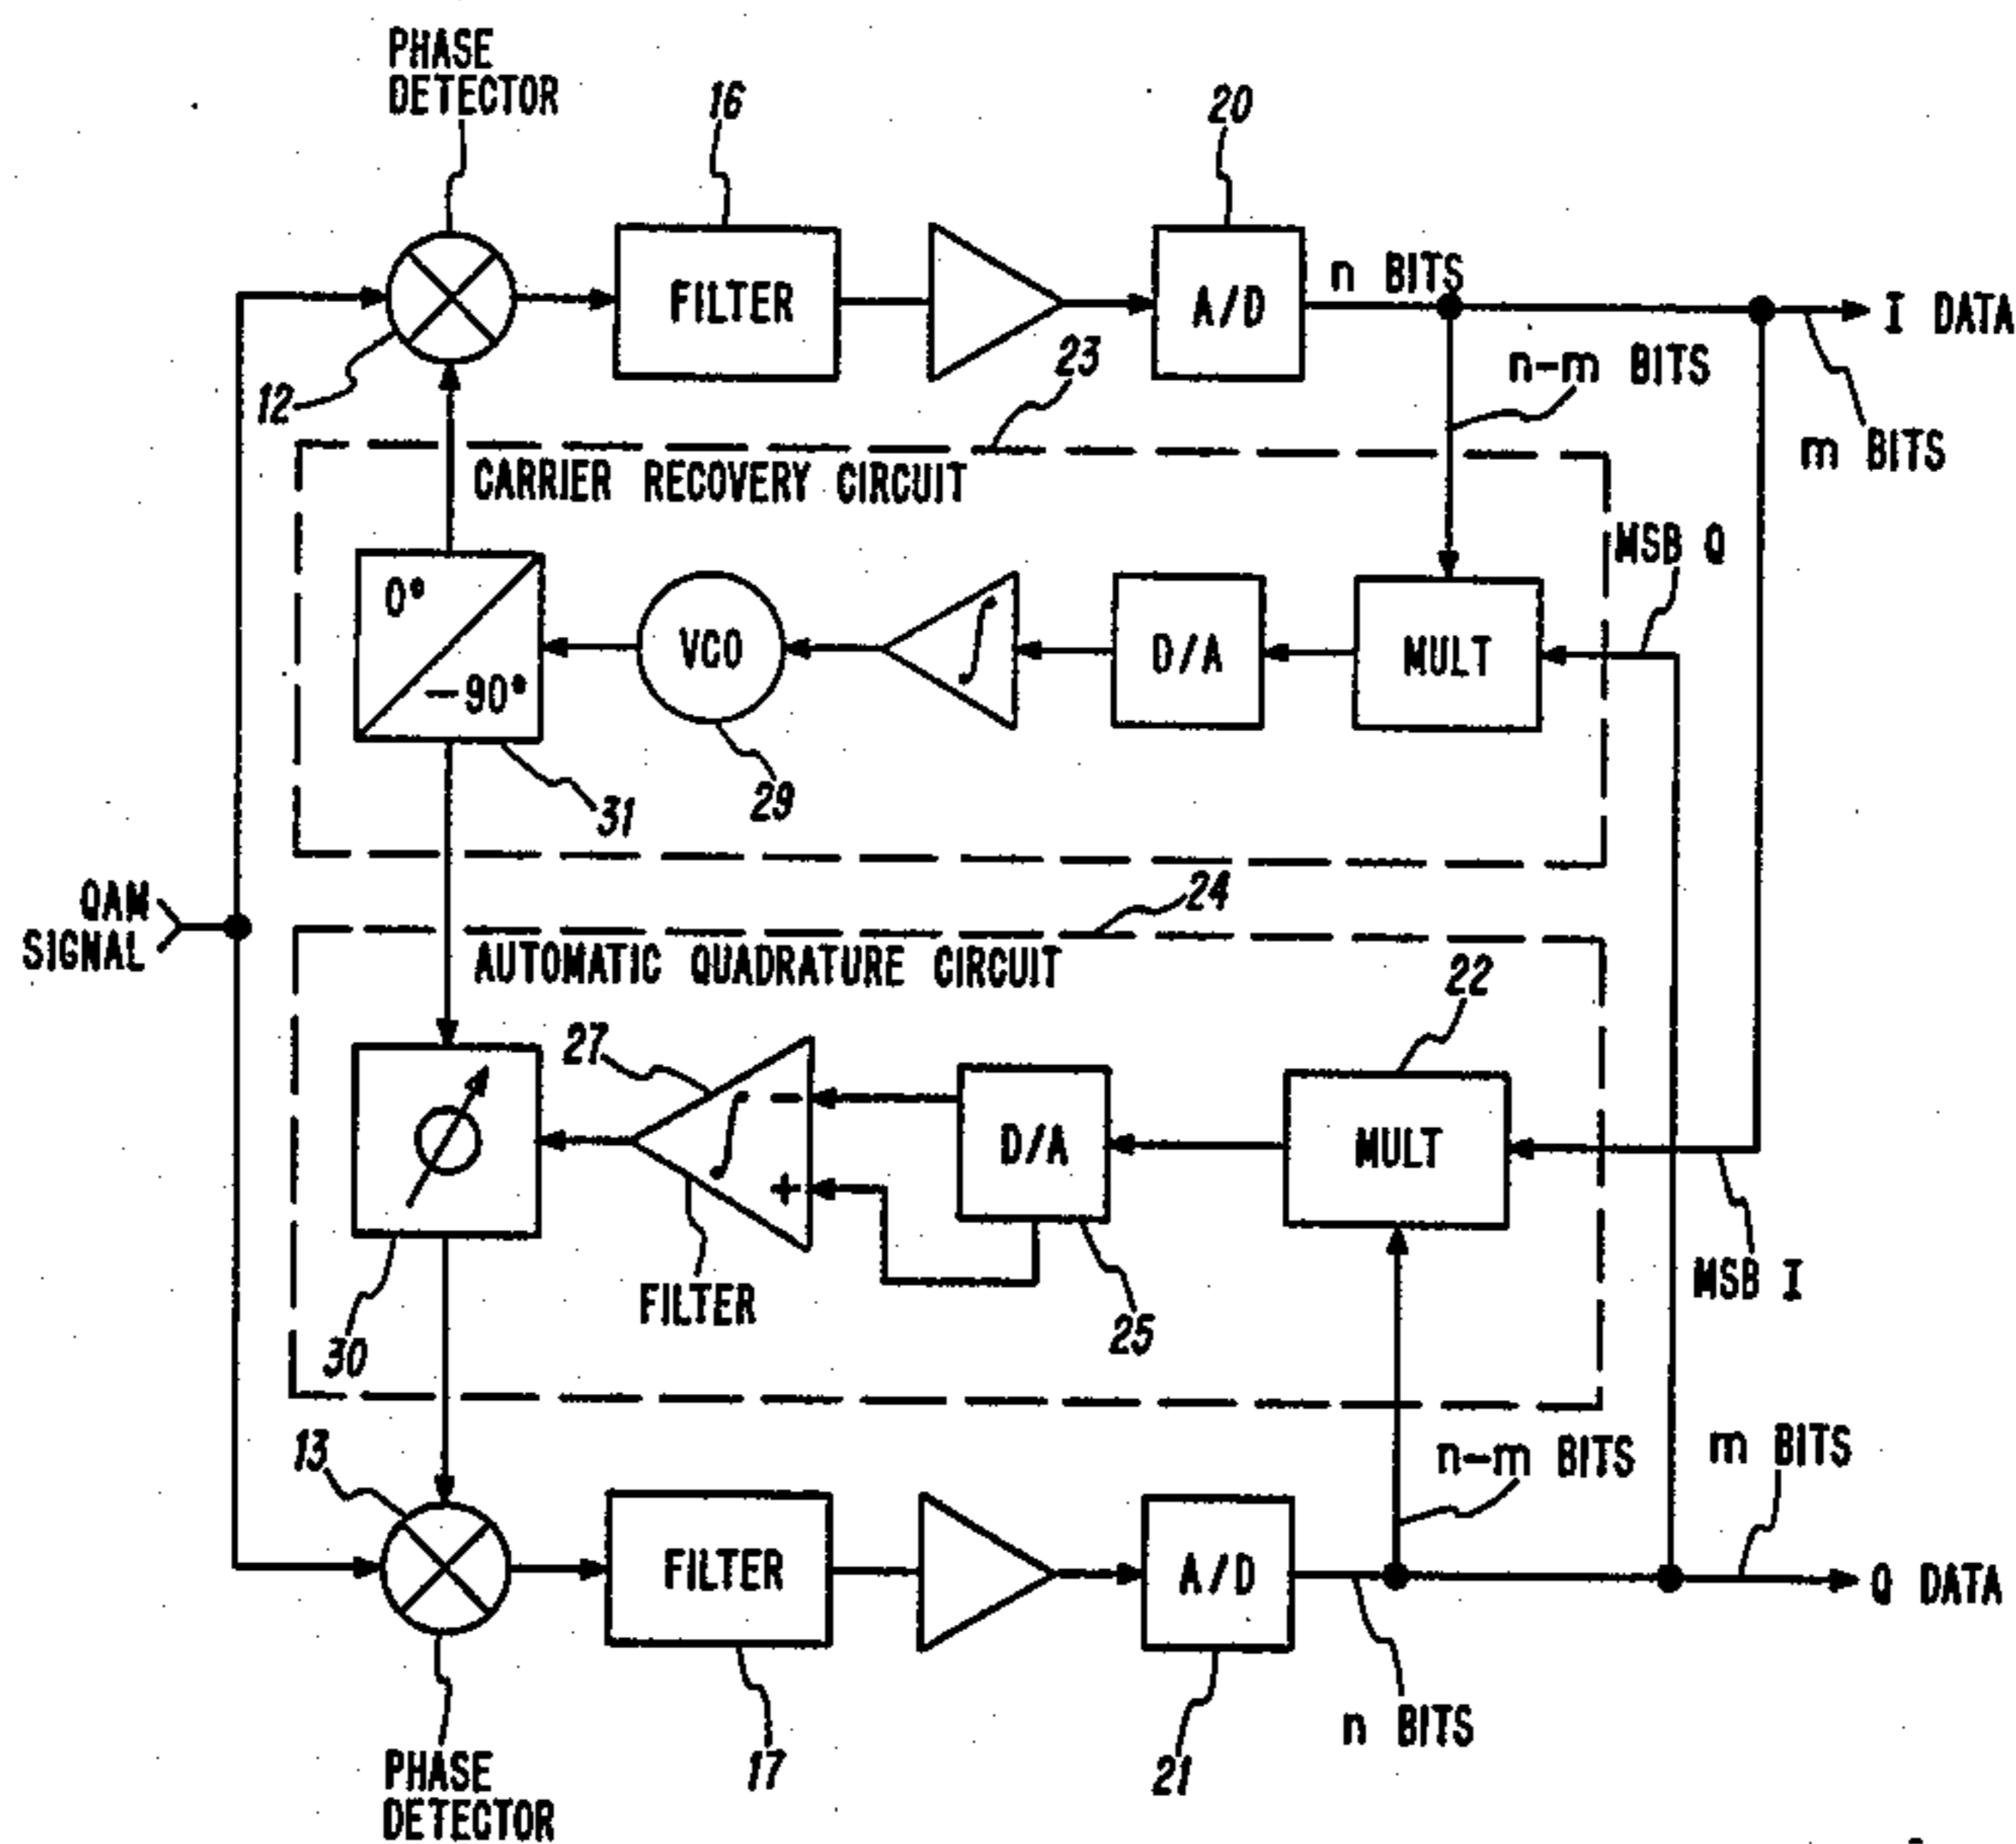 PHASE
DETECTOR
16
20
FILTER
A/D
n BITS
I DATA
12
23
n-m BITS
m BITS
CARRIER RECOVERY CIRCUIT
MSB Q
0°
-90°
VCO
∫
D/A
MULT
31
29
QAM
SIGNAL
24
AUTOMATIC QUADRATURE CIRCUIT
22
27
∫
-
+
D/A
MULT
FILTER
25
30
MSB I
13
n-m BITS
m BITS
FILTER
A/D
Q DATA
n BITS
PHASE
DETECTOR
17
21